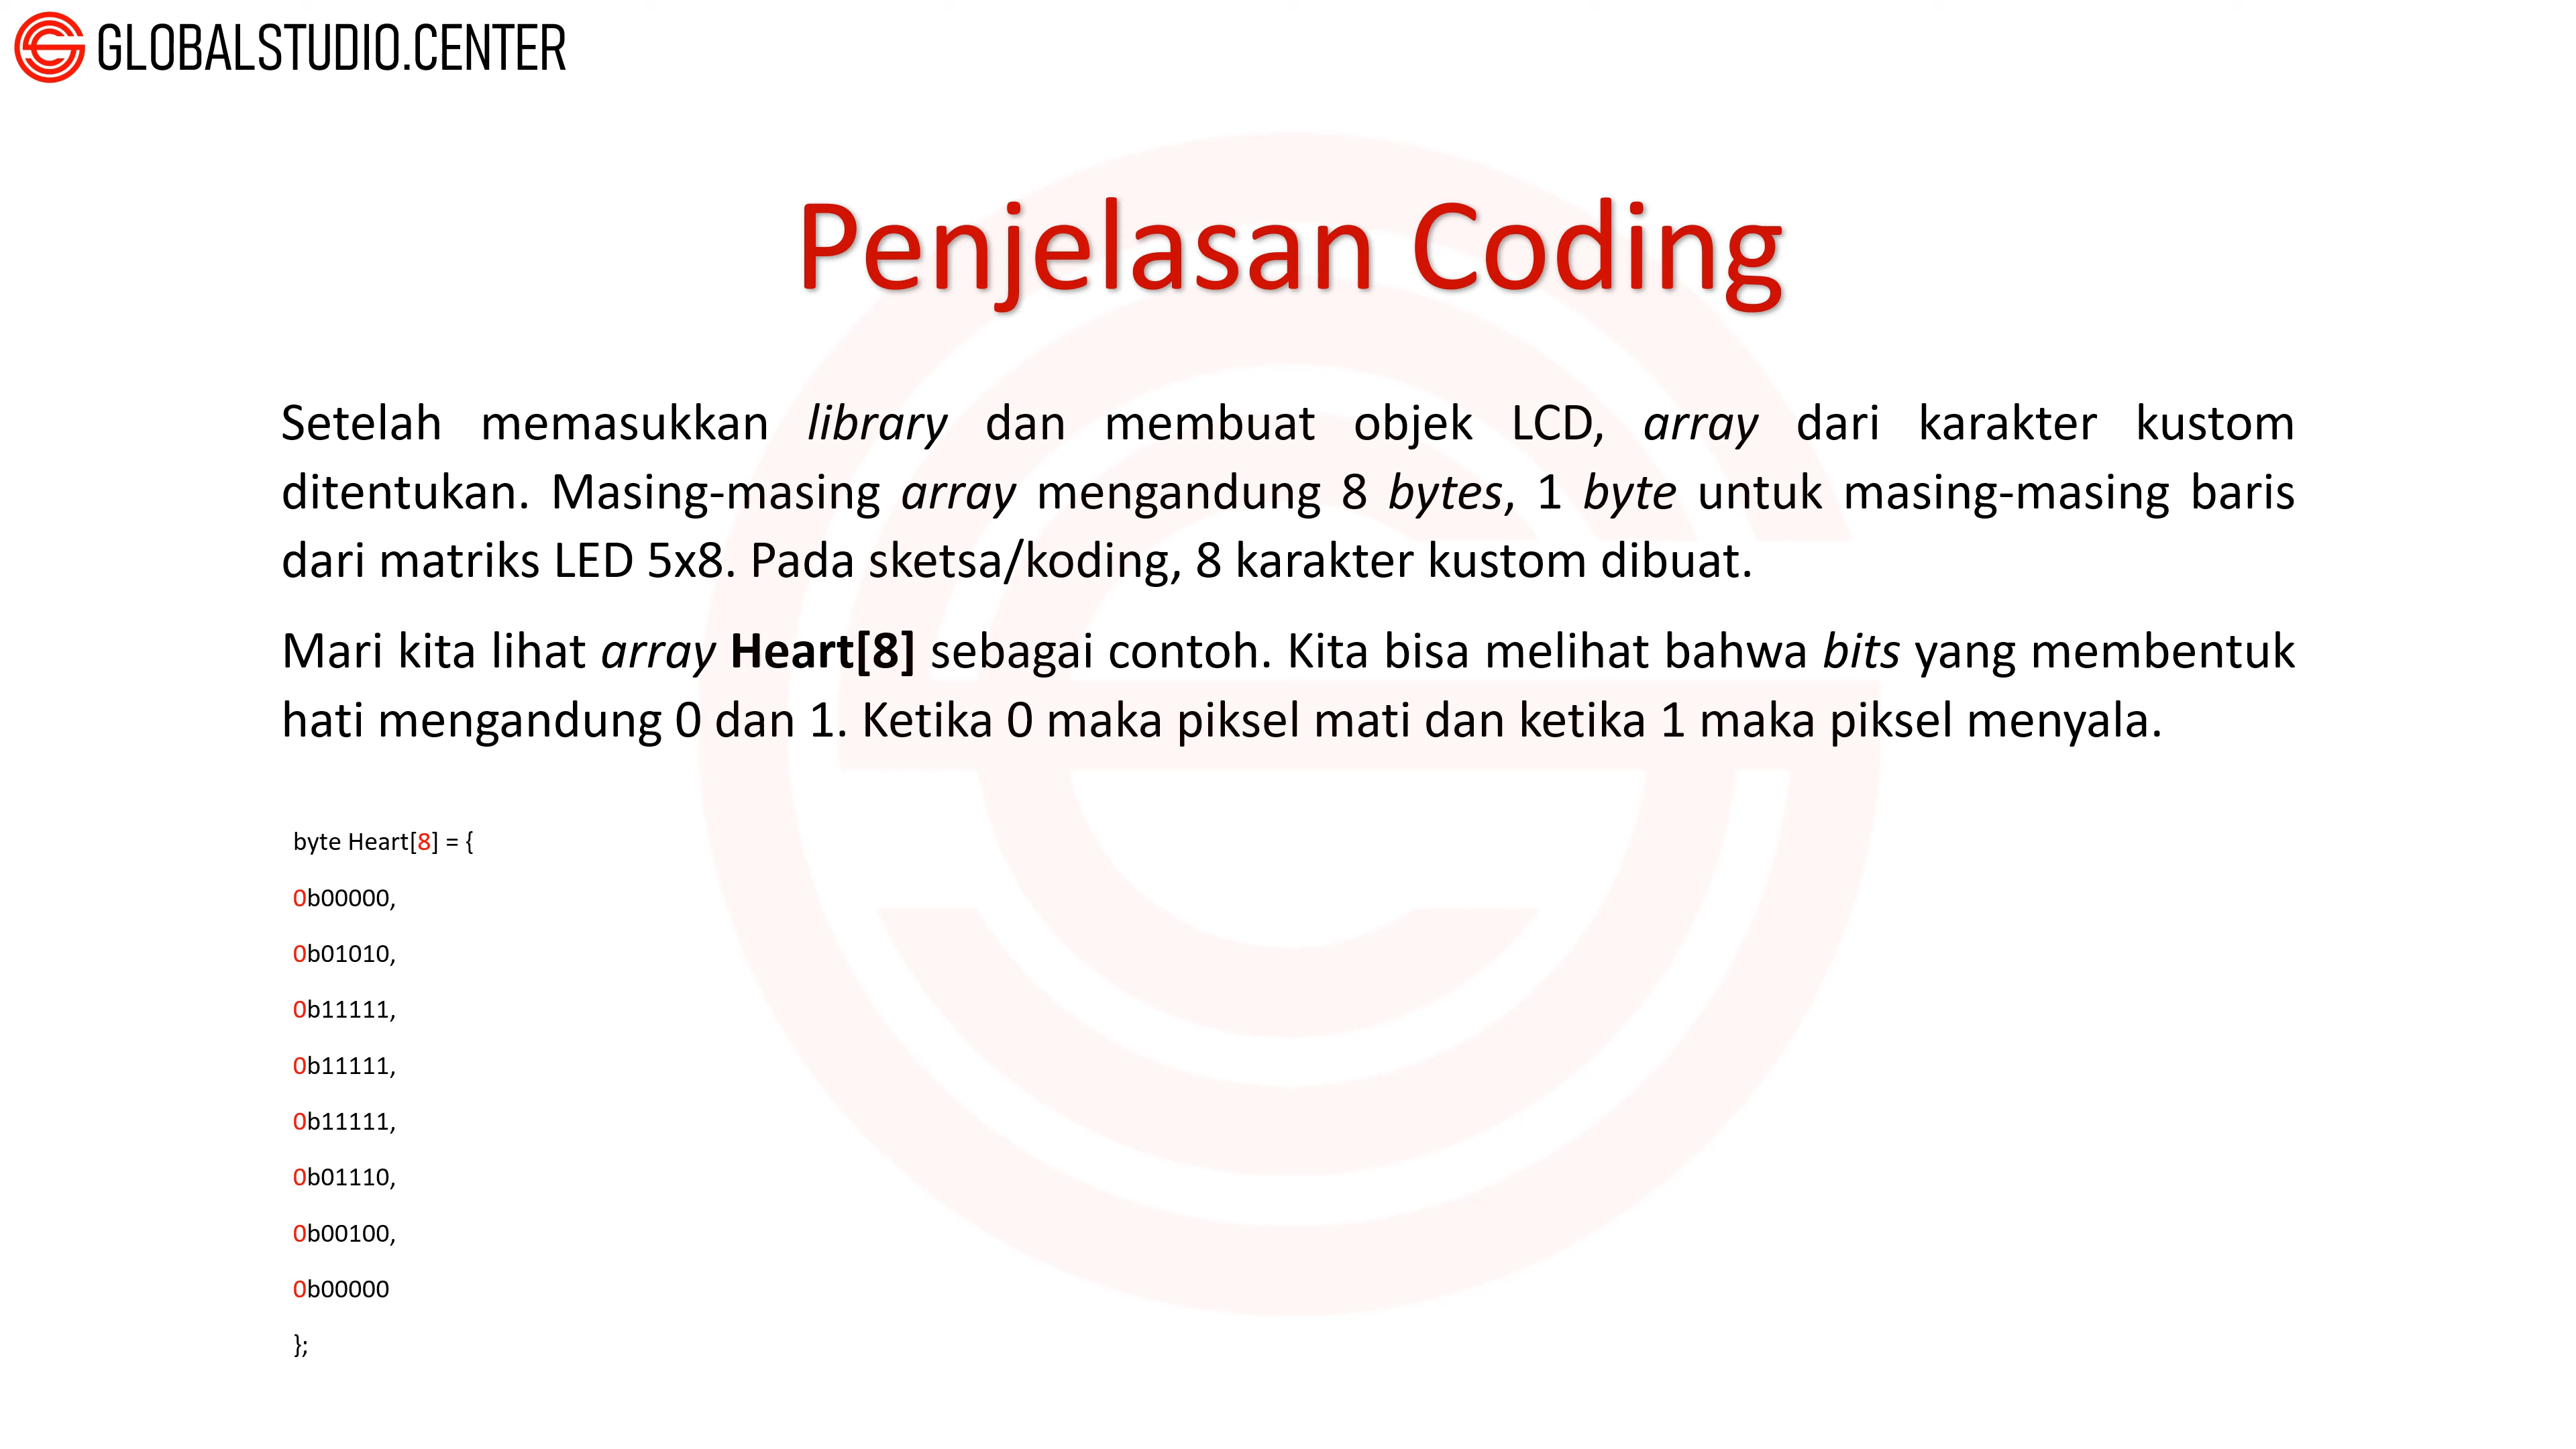 GLOBALSTUDIO.CENTER
Penjelasan Coding
Setelah memasukkan library dan membuat objek LCD, array dari karakter kustom
ditentukan. Masing-masing array mengandung 8 bytes, 1 byte untuk masing-masing baris
dari matriks LED 5x8. Pada sketsa/koding, 8 karakter kustom dibuat.
Mari kita lihat array Heart[8] sebagai contoh. Kita bisa melihat bahwa bits yang membentuk
hati mengandung 0 dan 1. Ketika 0 maka piksel mati dan ketika 1 maka piksel menyala.
byte Heart[8] = {
0b00000,
0b01010,
0b11111,
0b11111,
0b11111,
0b01110,
0b00100,
0b00000
};